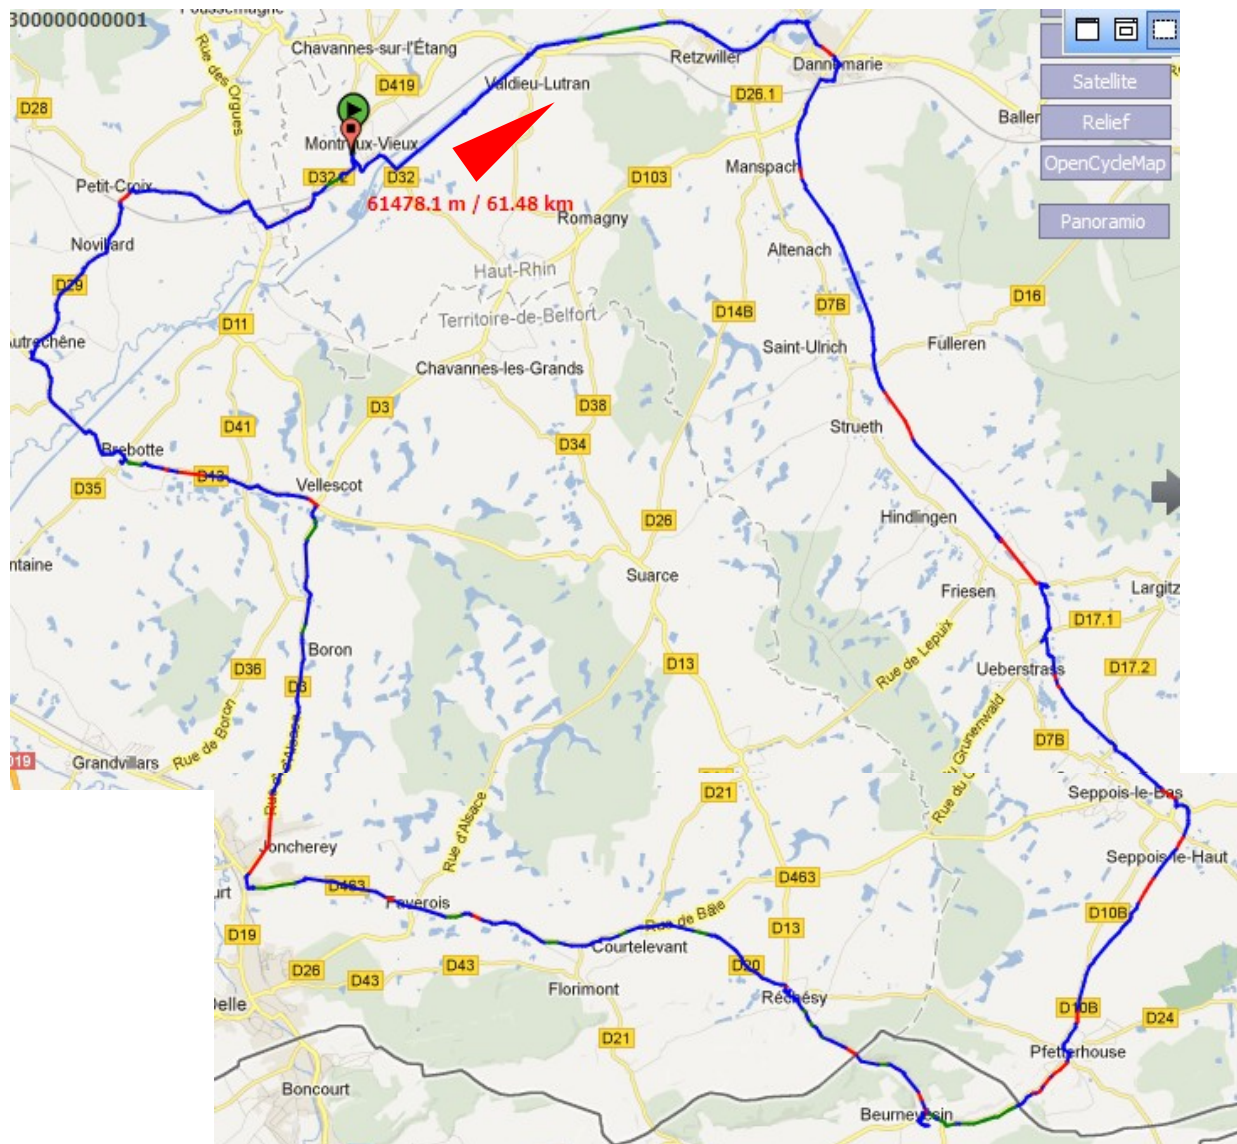 300000000001
Chavannes-sur-l'Étang
Rue des Orgues
Retzwiller
Dannemarie
Valdieu-Lutran
D419
Satellite
D28
D26.1
Baller
Relief
Montreux-Vieux
OpenCycleMap
Manspach
D32
D32
D103
Petit-Croix
61478.1 m / 61.48 km
Romagny
Panoramio
Novillard
Altenach
Haut-Rhin
D29
D16
D7B
D14B
Territoire-de-Belfort
D11
Autrechêne
Saint-Ulrich
Fulleren
Chavannes-les-Grands
D3
D38
D41
Strueth
D34
Brebotte
D13
D35
Vellescot
Hindlingen
D26
ntaine
Suarce
Friesen
Largitz
D17.1
Boron
Rue de Lepuix
D36
D13
Ueberstrass
D17.2
D3
Rue de Boron
Rue d'Alsace
D7B
019
Grandvillars
D21
Seppois-le-Bas
Rue d'Alsace
Joncherey
Seppois-le-Haut
D463
D463
urt
Faverois
Rue de Bâle
D10B
D19
D13
Courtelevant
D26
D43
D43
D20
Florimont
Réchésy
Delle
D10B
D24
D21
Pfetterhouse
Boncourt
Beurnevésin